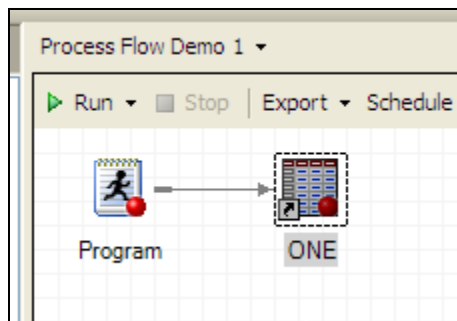 Process Flow Demo 1
Run Stop Export Schedule
Program ONE